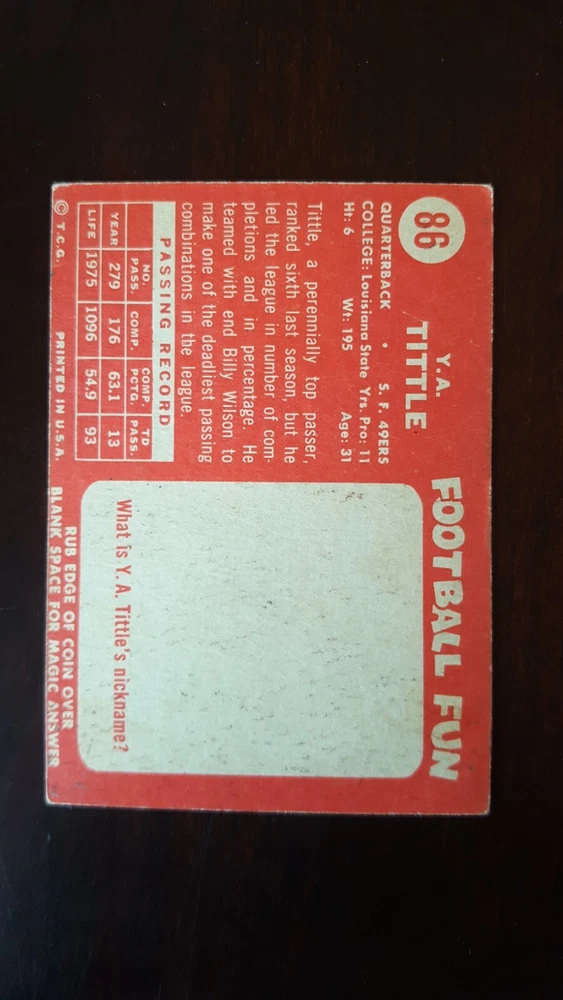 86
Y.A.
TITTLE
QUARTERBACK • S. F. 49ERS
COLLEGE: Louisiana State Yrs. Pro: 11
Ht: 6 Wt: 195 Age: 31
Tittle, a perennially top passer,
ranked sixth last season, but he
led the league in number of com-
pletions and in percentage. He
teamed with end Billy Wilson to
make one of the deadliest passing
combinations in the league.
PASSING RECORD
NO. PASS. COMP. COMP. PCTG. TD PASS.
YEAR 279 176 63.1 13
LIFE 1975 1096 54.9 93
© T.C.G. PRINTED IN U.S.A.
FOOTBALL FUN
What is Y. A. Tittle's nickname?
RUB EDGE OF COIN OVER
BLANK SPACE FOR MAGIC ANSWER